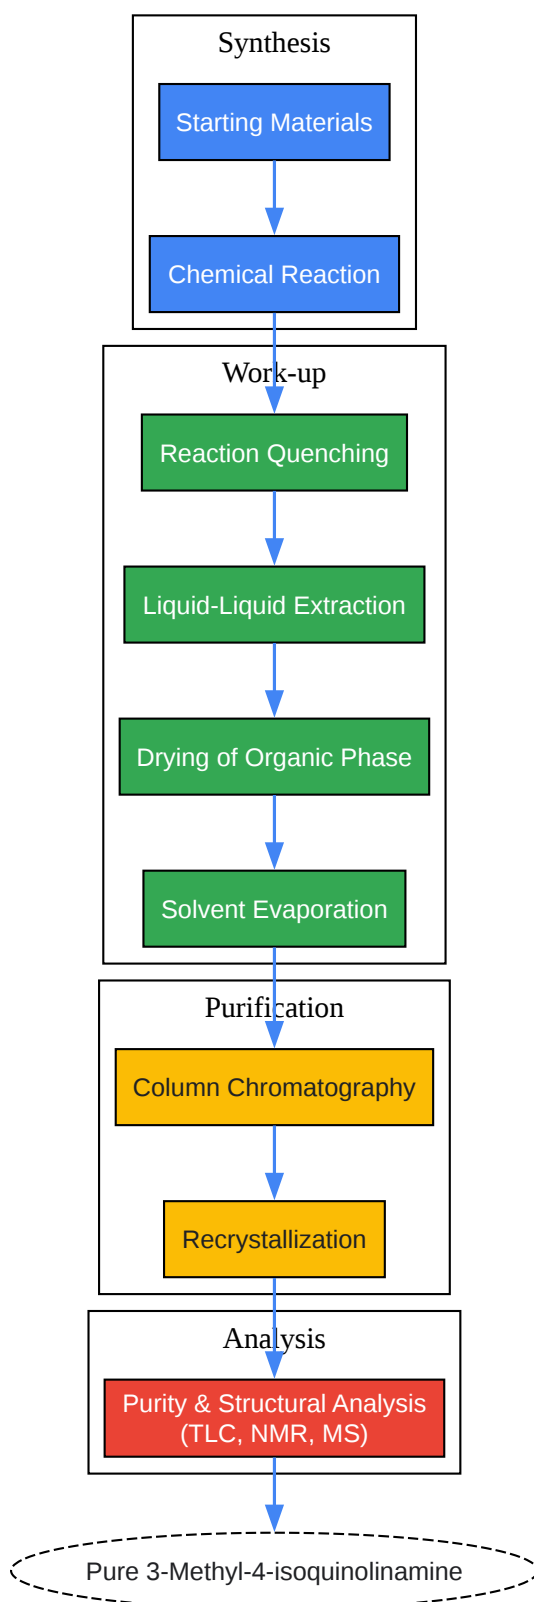 Synthesis
Starting Materials
Chemical Reaction
Work-up
Reaction Quenching
Liquid-Liquid Extraction
Drying of Organic Phase
Solvent Evaporation
Purification
Column Chromatography
Recrystallization
Analysis
Purity & Structural Analysis
(TLC, NMR, MS)
Pure 3-Methyl-4-isoquinolinamine